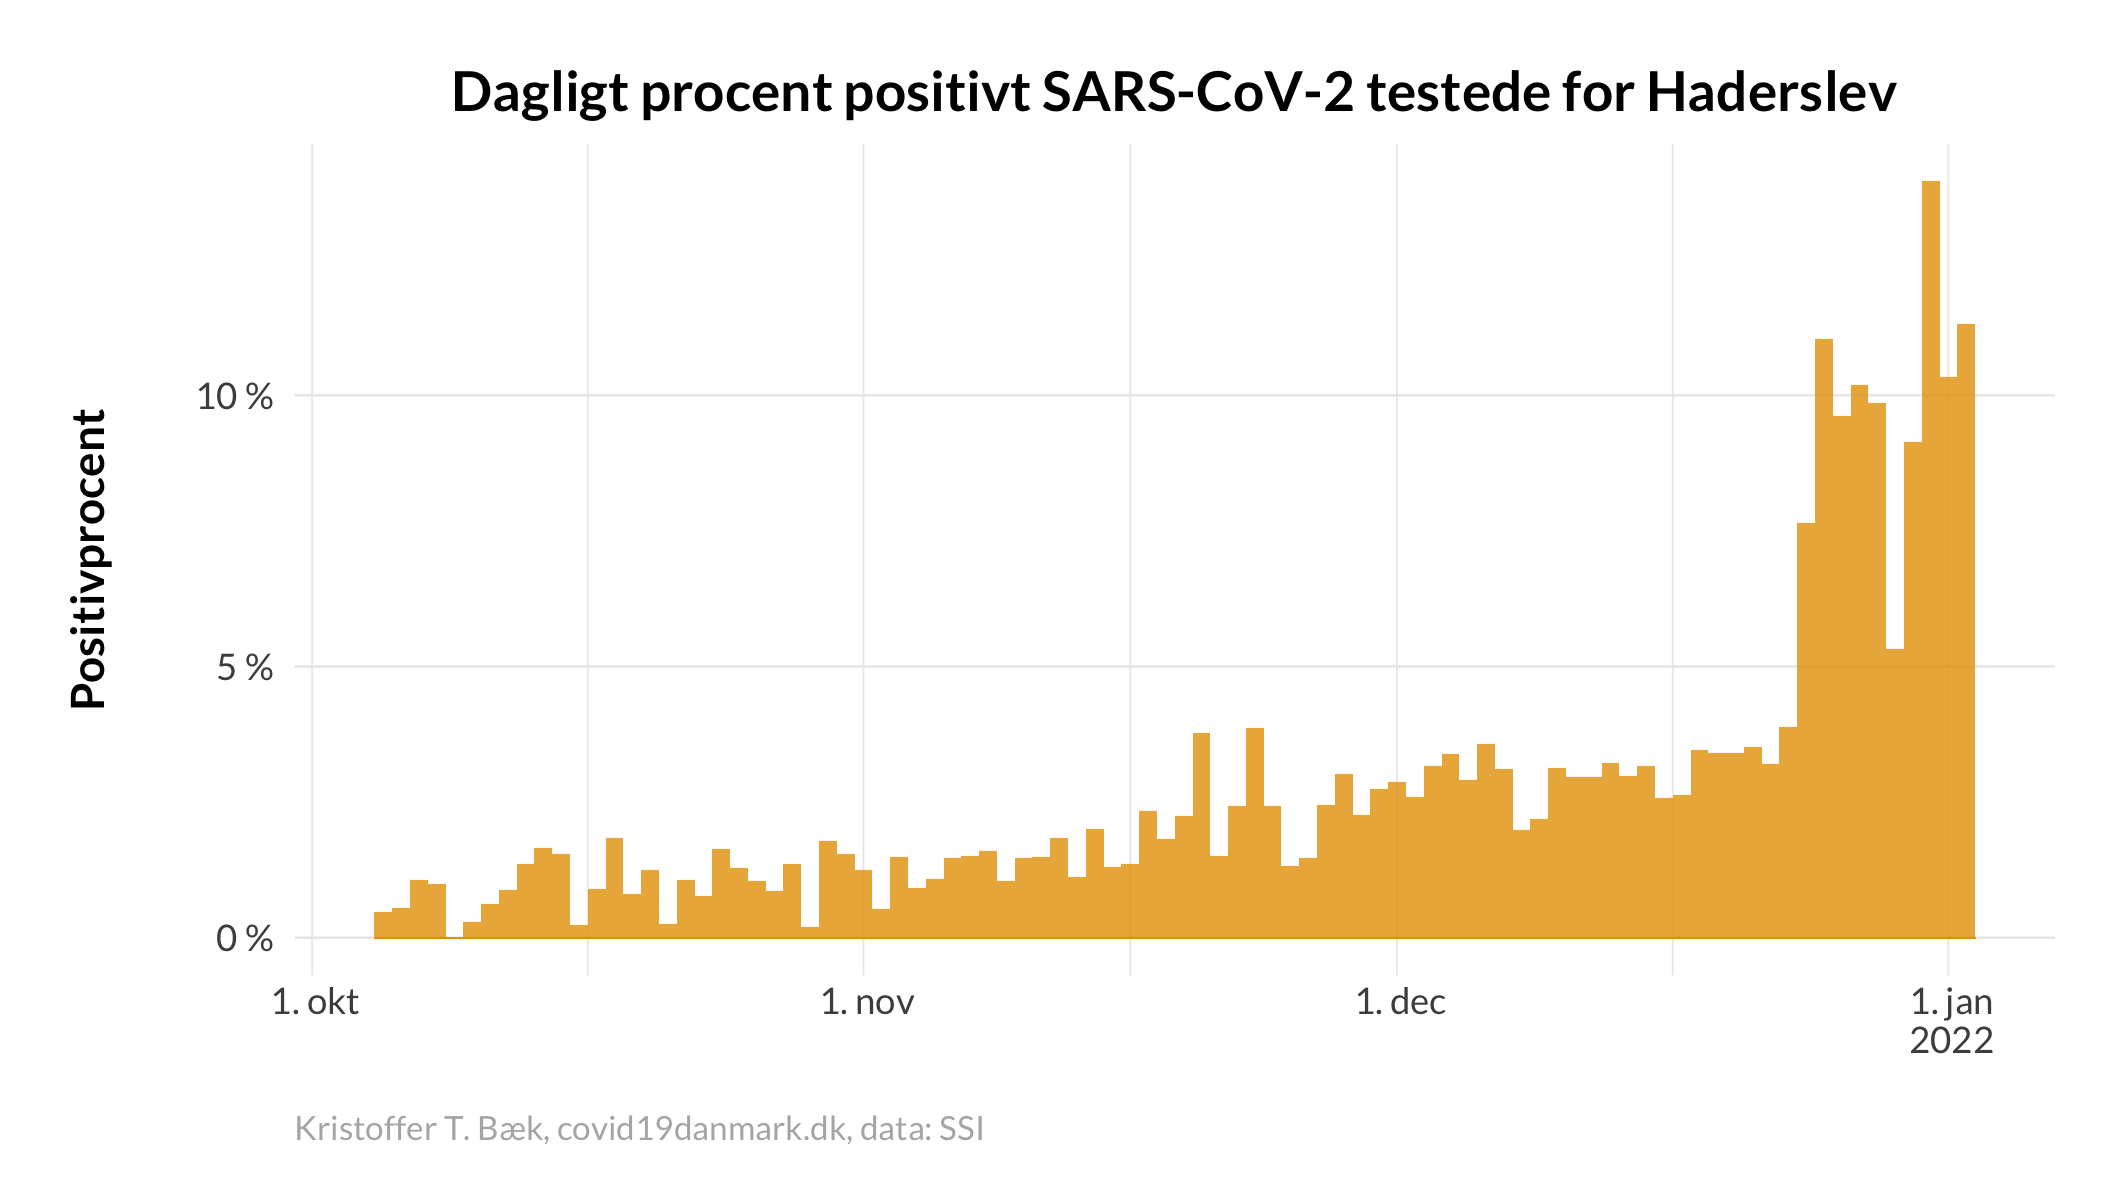 Dagligt procent positivt SARS-CoV-2 testede for Haderslev
Positivprocent
10 %
5 %
0 %
1. okt
1. nov
1. dec
1. jan
2022
Kristoffer T. Bæk, covid19danmark.dk, data: SSI